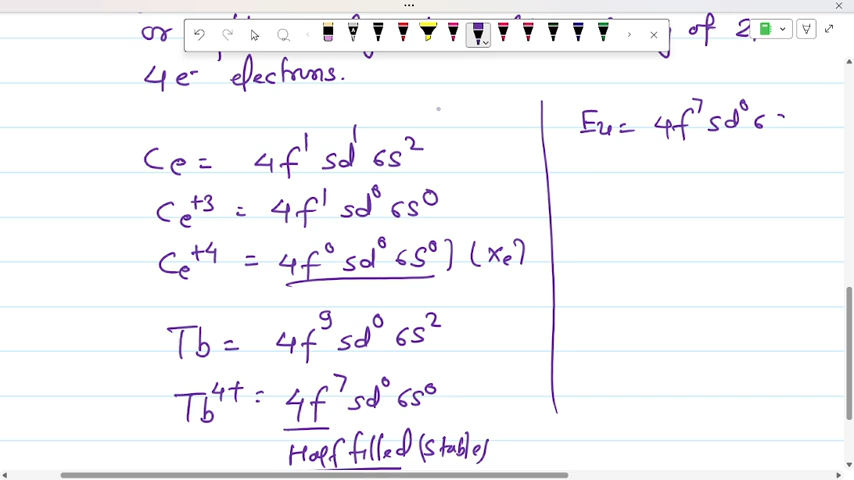 or of 2,
4e⁻ electrons.
Ce = 4f¹ 5d¹ 6s²
Ce⁺³ = 4f¹ 5d⁰ 6s⁰
Ce⁺⁴ = 4f⁰ 5d⁰ 6s⁰] (Xe)
Tb = 4f⁹ 5d⁰ 6s²
Tb⁴⁺ = 4f⁷ 5d⁰ 6s⁰
Half filled (stable)
Eu = 4f⁷ 5d⁰ 6